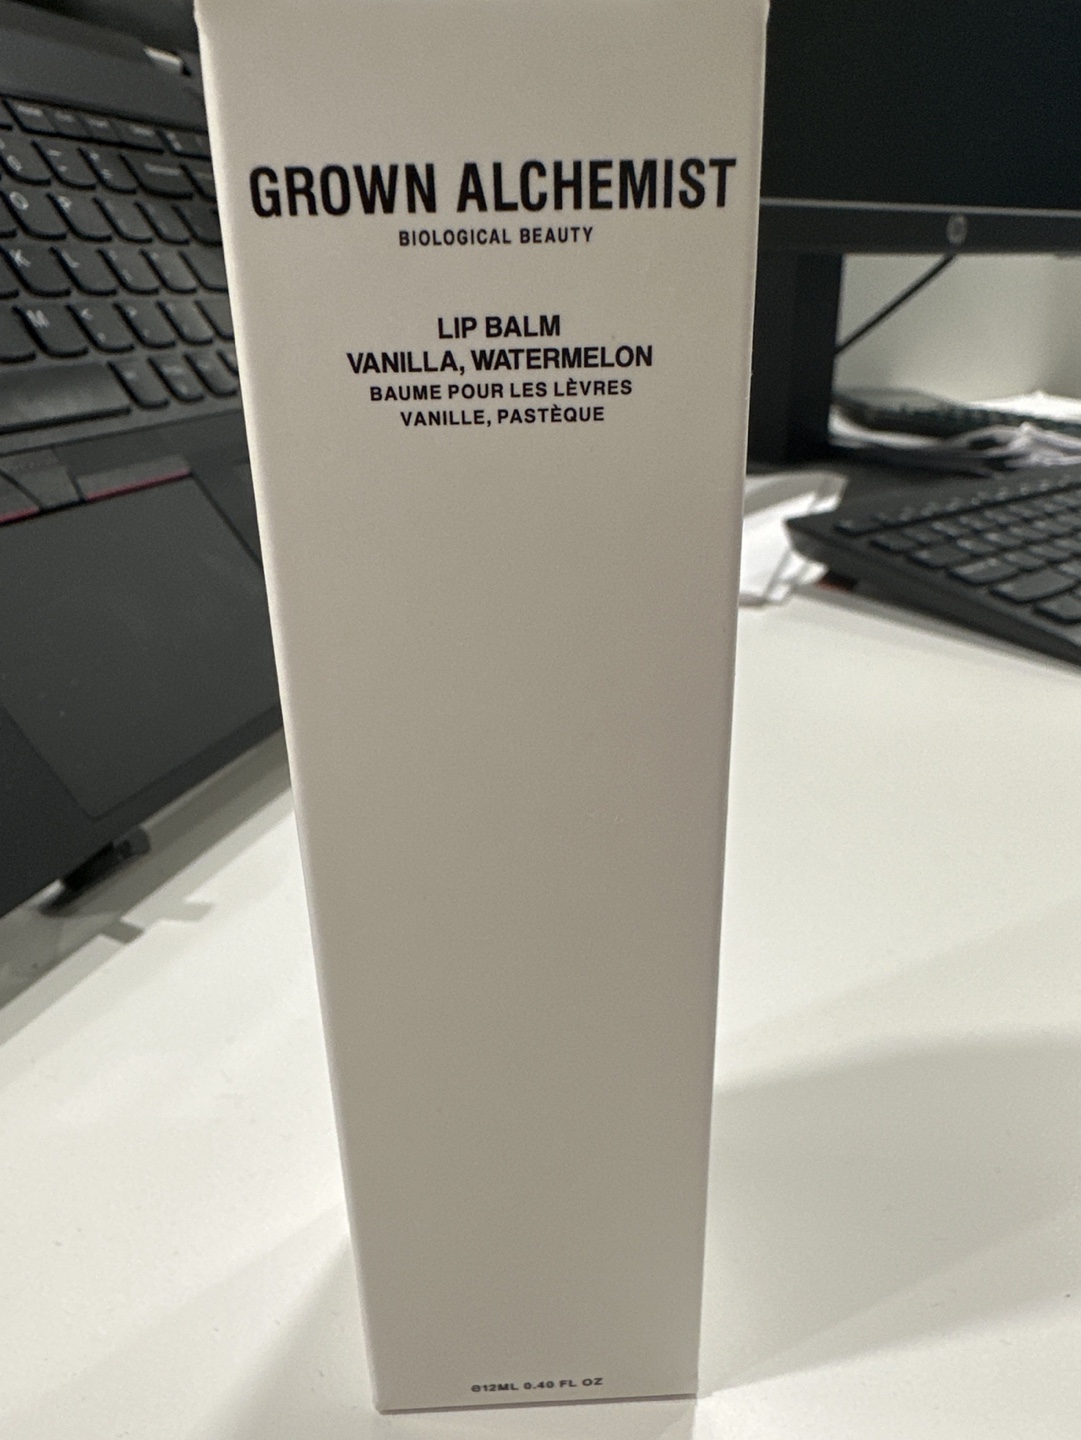 GROWN ALCHEMIST
BIOLOGICAL BEAUTY
LIP BALM
VANILLA, WATERMELON
BAUME POUR LES LÈVRES
VANILLE, PASTÈQUE
℮12ML 0.40 FL OZ
hp
K
L
M